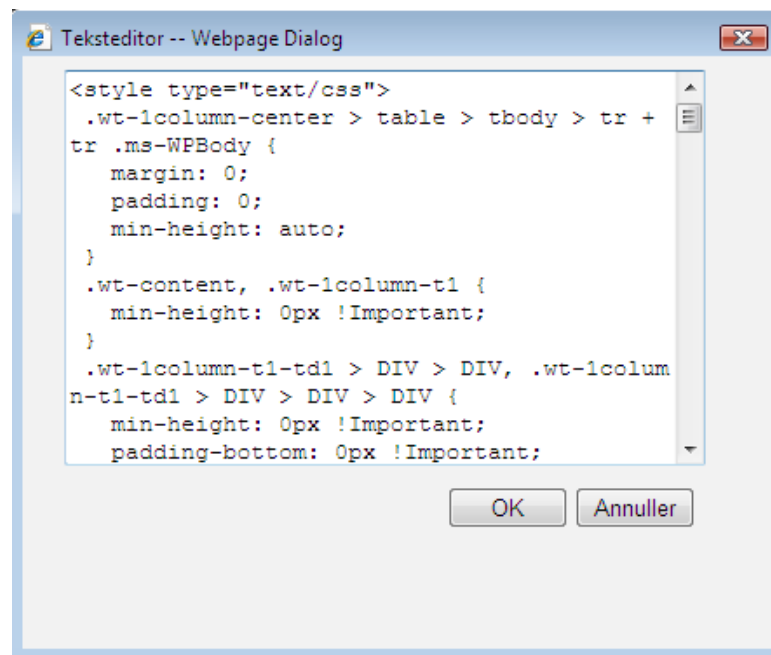 Teksteditor -- Webpage Dialog
<style type="text/css">
 .wt-1column-center > table > tbody > tr +
tr .ms-WPBody {
   margin: 0;
   padding: 0;
   min-height: auto;
 }
 .wt-content, .wt-1column-t1 {
   min-height: 0px !Important;
 }
 .wt-1column-t1-td1 > DIV > DIV, .wt-1colum
n-t1-td1 > DIV > DIV > DIV {
   min-height: 0px !Important;
   padding-bottom: 0px !Important;
OK Annuller